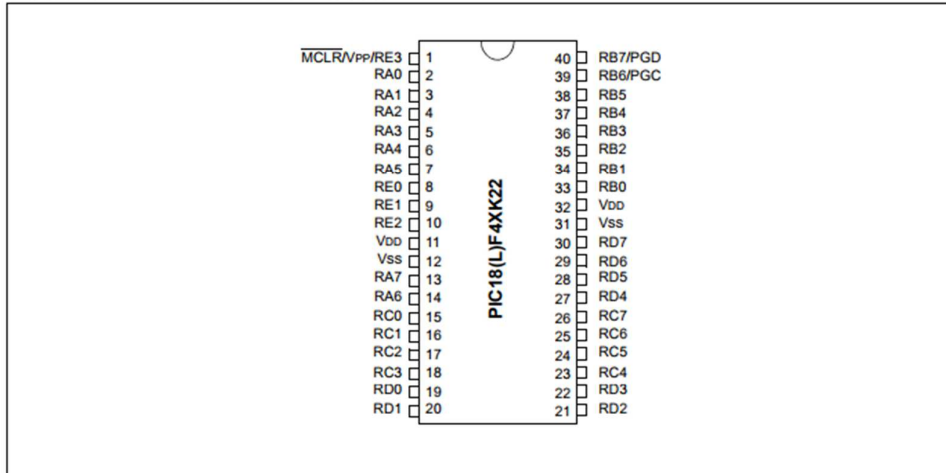 MCLR/VPP/RE3 1 40 RB7/PGD
RA0 2 39 RB6/PGC
RA1 3 38 RB5
RA2 4 37 RB4
RA3 5 36 RB3
RA4 6 35 RB2
RA5 7 34 RB1
RE0 8 33 RB0
RE1 9 32 VDD
RE2 10 31 VSS
VDD 11 30 RD7
VSS 12 29 RD6
RA7 13 28 RD5
RA6 14 27 RD4
RC0 15 26 RC7
RC1 16 25 RC6
RC2 17 24 RC5
RC3 18 23 RC4
RD0 19 22 RD3
RD1 20 21 RD2
PIC18(L)F4XK22